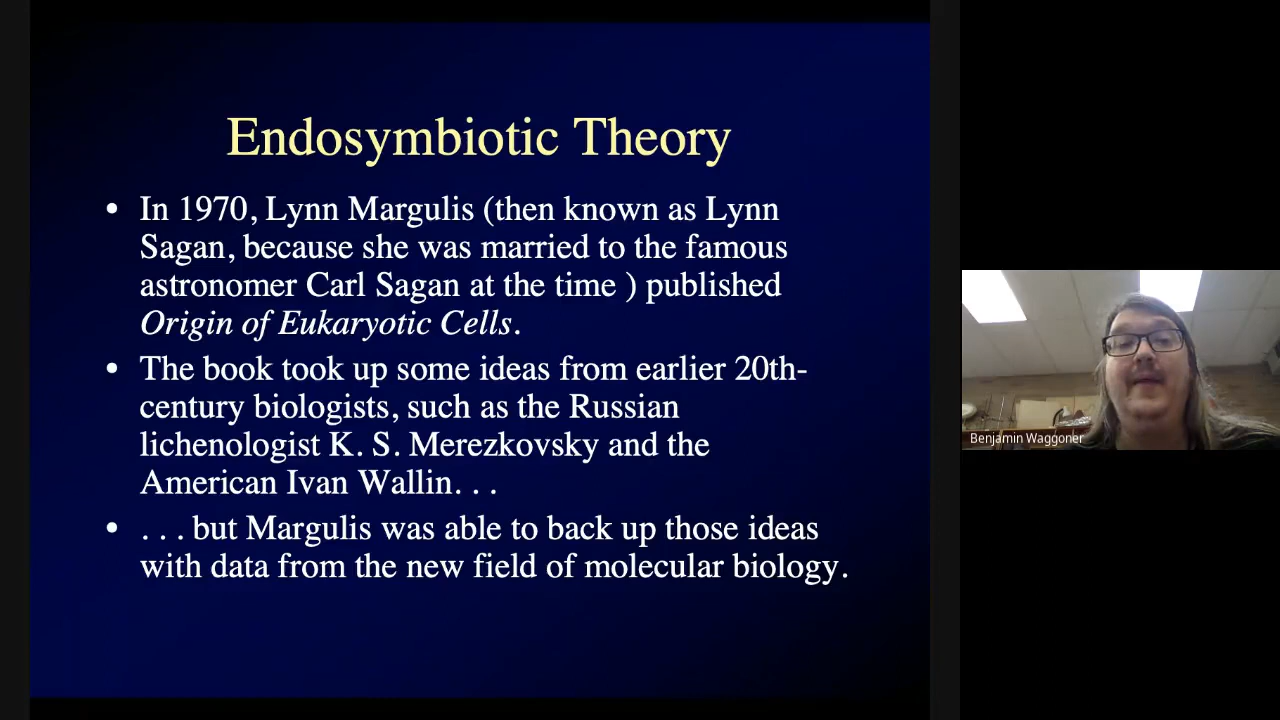 Endosymbiotic Theory
• In 1970, Lynn Margulis (then known as Lynn
Sagan, because she was married to the famous
astronomer Carl Sagan at the time ) published
Origin of Eukaryotic Cells.
• The book took up some ideas from earlier 20th-
century biologists, such as the Russian
lichenologist K. S. Merezkovsky and the
American Ivan Wallin. . .
• . . . but Margulis was able to back up those ideas
with data from the new field of molecular biology.
Benjamin Waggoner